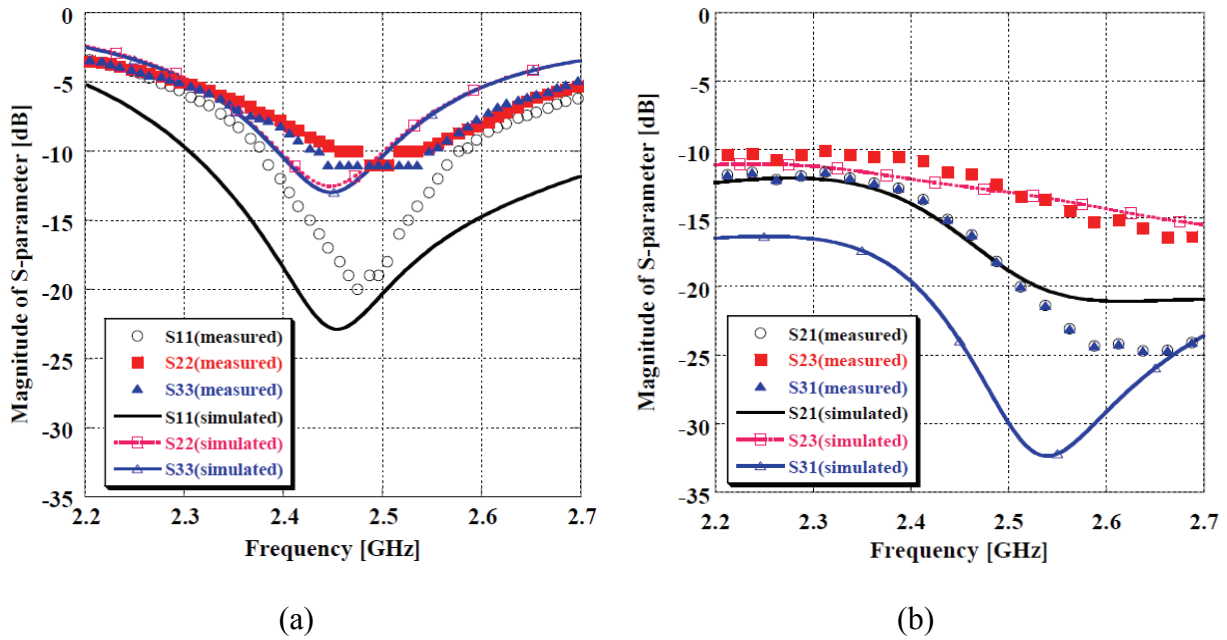 Magnitude of S-parameter [dB]
0
-5
-10
-15
-20
-25
-30
-35
S11(measured)
S22(measured)
S33(measured)
S11(simulated)
S22(simulated)
S33(simulated)
2.2 2.3 2.4 2.5 2.6 2.7
Frequency [GHz]
(a)
Magnitude of S-parameter [dB]
0
-5
-10
-15
-20
-25
-30
-35
S21(measured)
S23(measured)
S31(measured)
S21(simulated)
S23(simulated)
S31(simulated)
2.2 2.3 2.4 2.5 2.6 2.7
Frequency [GHz]
(b)